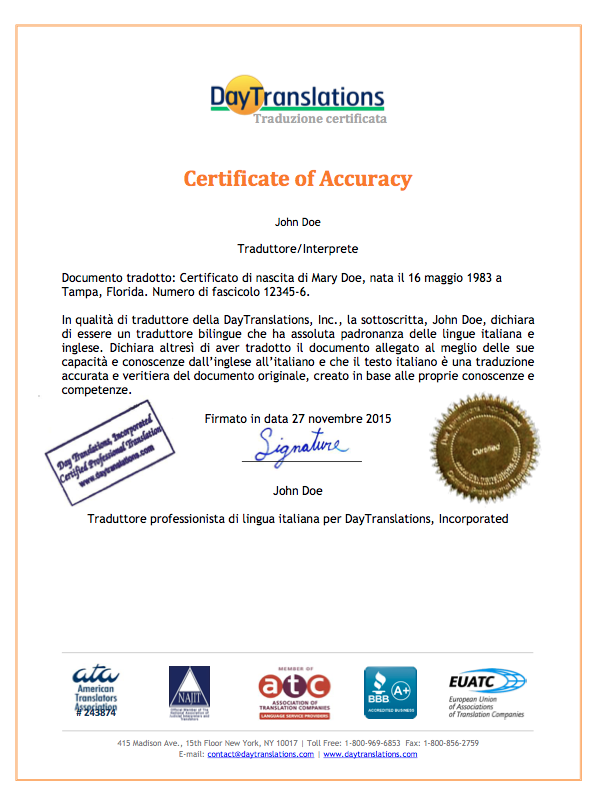 DayTranslations
Traduzione certificata
Certificate of Accuracy
John Doe
Traduttore/Interprete
Documento tradotto: Certificato di nascita di Mary Doe, nata il 16 maggio 1983 a
Tampa, Florida. Numero di fascicolo 12345-6.
In qualità di traduttore della DayTranslations, Inc., la sottoscritta, John Doe, dichiara
di essere un traduttore bilingue che ha assoluta padronanza delle lingue italiana e
inglese. Dichiara altresì di aver tradotto il documento allegato al meglio delle sue
capacità e conoscenze dall’inglese all’italiano e che il testo italiano è una traduzione
accurata e veritiera del documento originale, creato in base alle proprie conoscenze e
competenze.
Day Translations, Incorporated
Certified Professional Translation
www.daytranslations.com
Firmato in data 27 novembre 2015
Signature
Day Translations, Incorporated
Certified
www.daytranslations.com
Certified Professional Translation
John Doe
Traduttore professionista di lingua italiana per DayTranslations, Incorporated
ata
American
Translators
Association
# 243874
NAJIT
Official Member of The
National Association of
Judiciary Interpreters and
Translators
MEMBER OF
atc
ASSOCIATION OF
TRANSLATION COMPANIES
LANGUAGE SERVICE PROVIDERS
BBB
A+
ACCREDITED BUSINESS
EUATC
European Union
of Associations
of Translation Companies
415 Madison Ave., 15th Floor New York, NY, 10017 | Toll Free: 1-800-969-6853 Fax: 1-800-856-2759
E-mail: contact@daytranslations.com | www.daytranslations.com